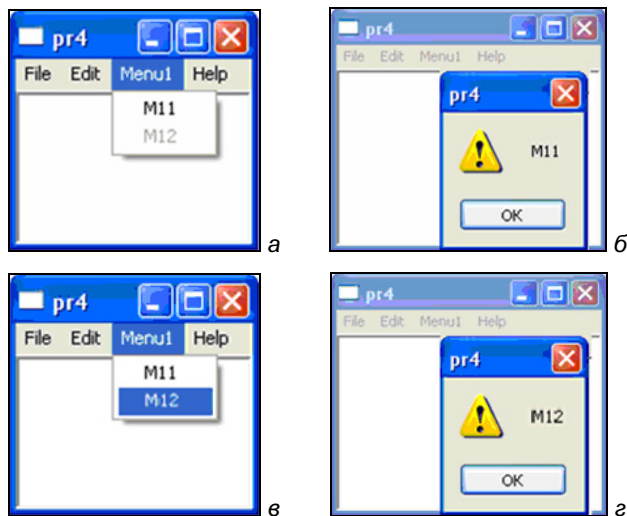 pr4
File Edit Menu1 Help
M11
M12
а
pr4
File Edit Menu1 Help
pr4
M11
OK
б
pr4
File Edit Menu1 Help
M11
M12
в
pr4
File Edit Menu1 Help
pr4
M12
OK
г